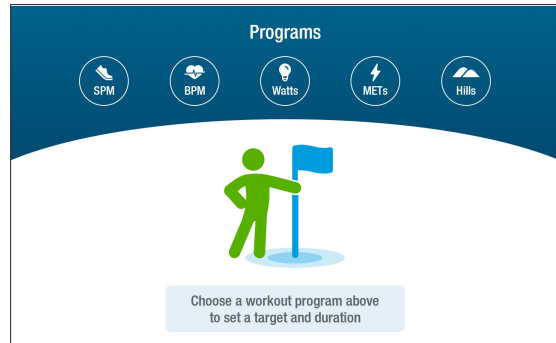 Programs
SPM
BPM
Watts
METs
Hills
Choose a workout program above
to set a target and duration